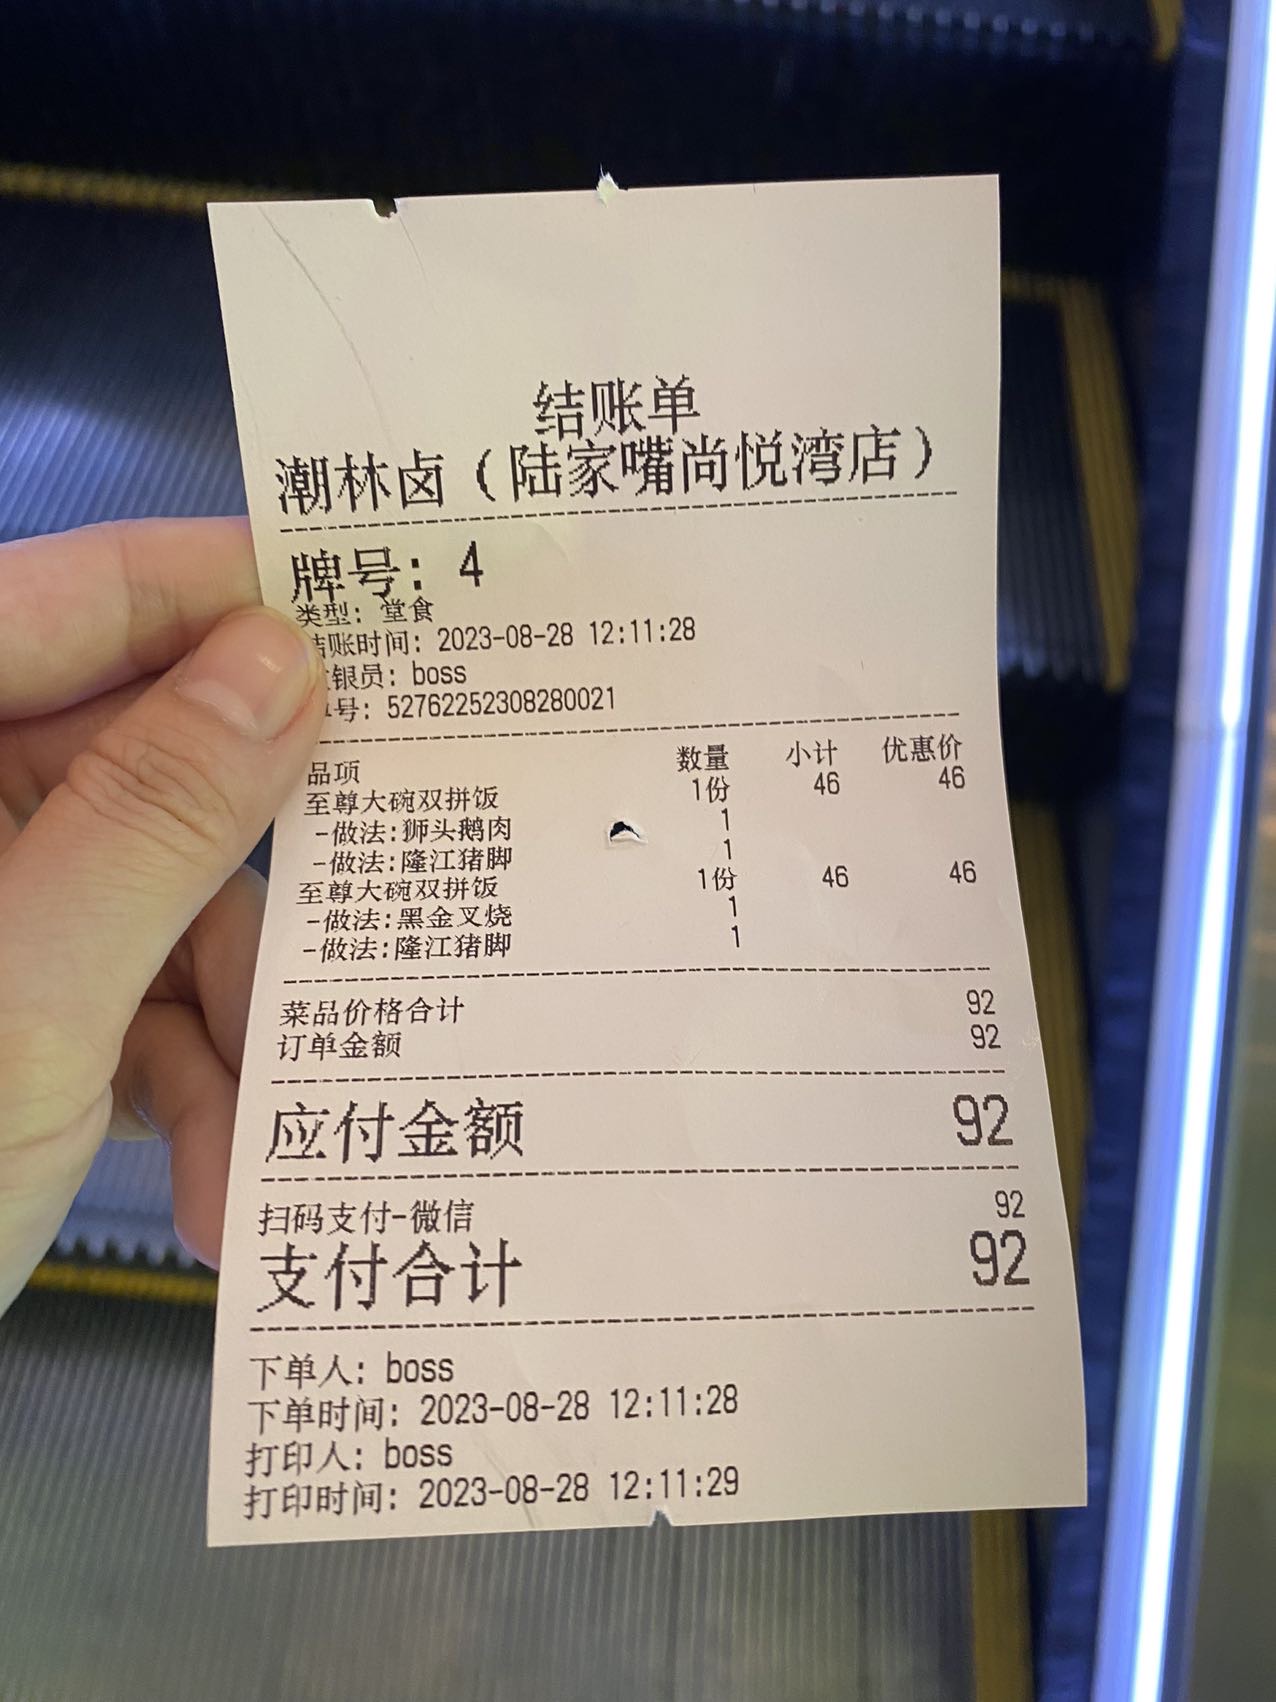 结账单
潮林卤（陆家嘴尚悦湾店）
牌号: 4
类型: 堂食
结账时间: 2023-08-28 12:11:28
银员: boss
号: 52762252308280021
品项 数量 小计 优惠价
至尊大碗双拼饭 1份 46 46
-做法:狮头鹅肉 1
-做法:隆江猪脚 1
至尊大碗双拼饭 1份 46 46
-做法:黑金叉烧 1
-做法:隆江猪脚 1
菜品价格合计 92
订单金额 92
应付金额 92
扫码支付-微信 92
支付合计 92
下单人: boss
下单时间: 2023-08-28 12:11:28
打印人: boss
打印时间: 2023-08-28 12:11:29